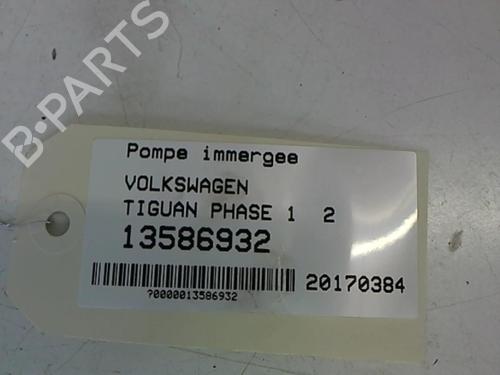 B-PARTS
Pompe immergee
VOLKSWAGEN
TIGUAN PHASE 1 2
13586932
20170384
?0000013586932